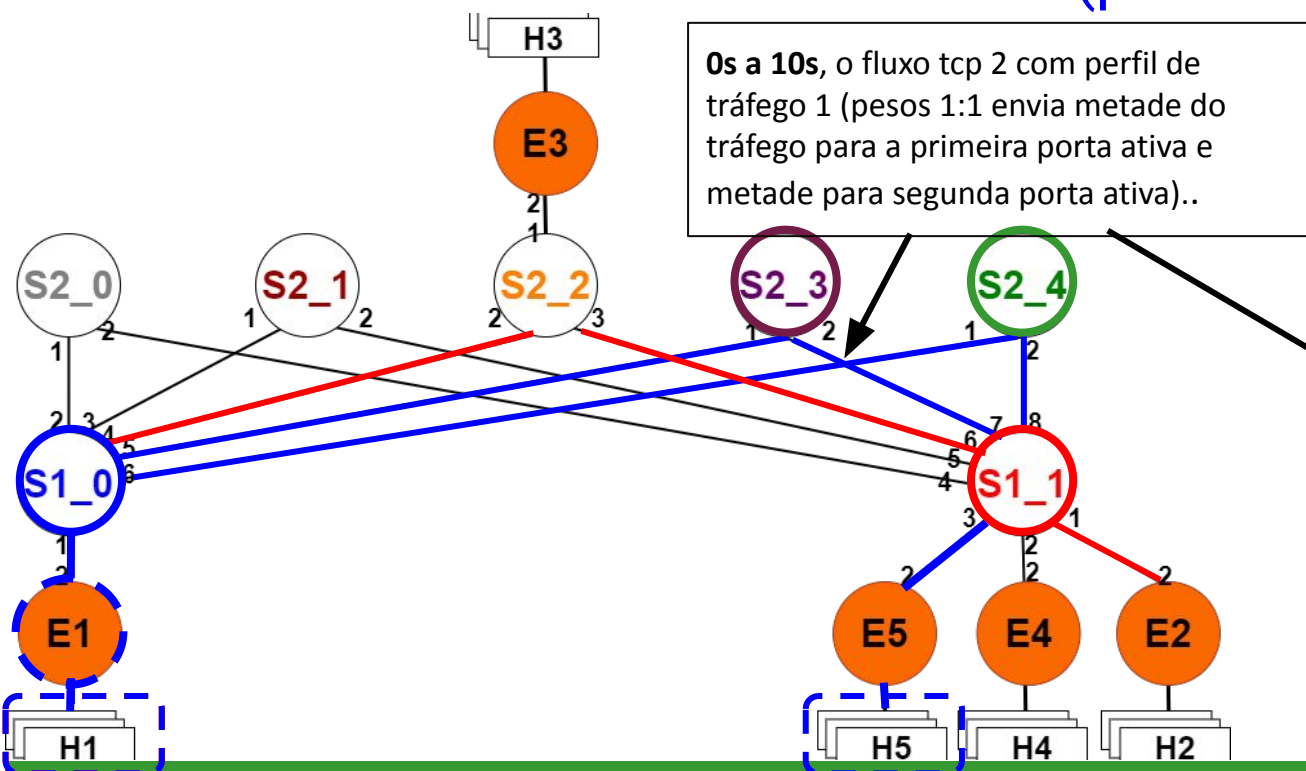 (
H3
0s a 10s, o fluxo tcp 2 com perfil de
tráfego 1 (pesos 1:1 envia metade do
tráfego para a primeira porta ativa e
metade para segunda porta ativa)..
E3
2
1
S2_0
S2_1
S2_2
S2_3
S2_4
1
2
1
2
2
3
1
2
1
2
2
3
4
5
6
4
5
6
7
8
S1_0
S1_1
1
3
2
1
2
2
2
2
E1
E5
E4
E2
H1
H5
H4
H2